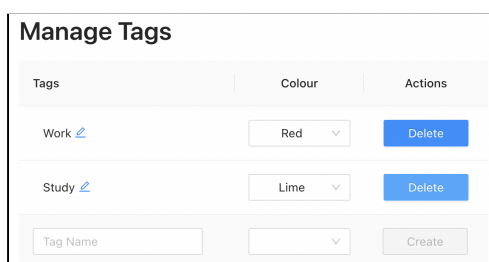 Manage Tags
Tags Colour Actions
Work Red Delete
Study Lime Delete
Tag Name Create